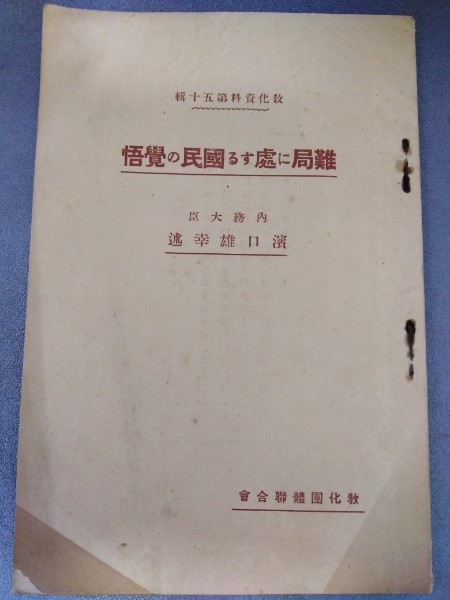 教化資料第五十輯
難局に處する國民の覺悟
內務大臣
濱口雄幸述
教化團體聯合會